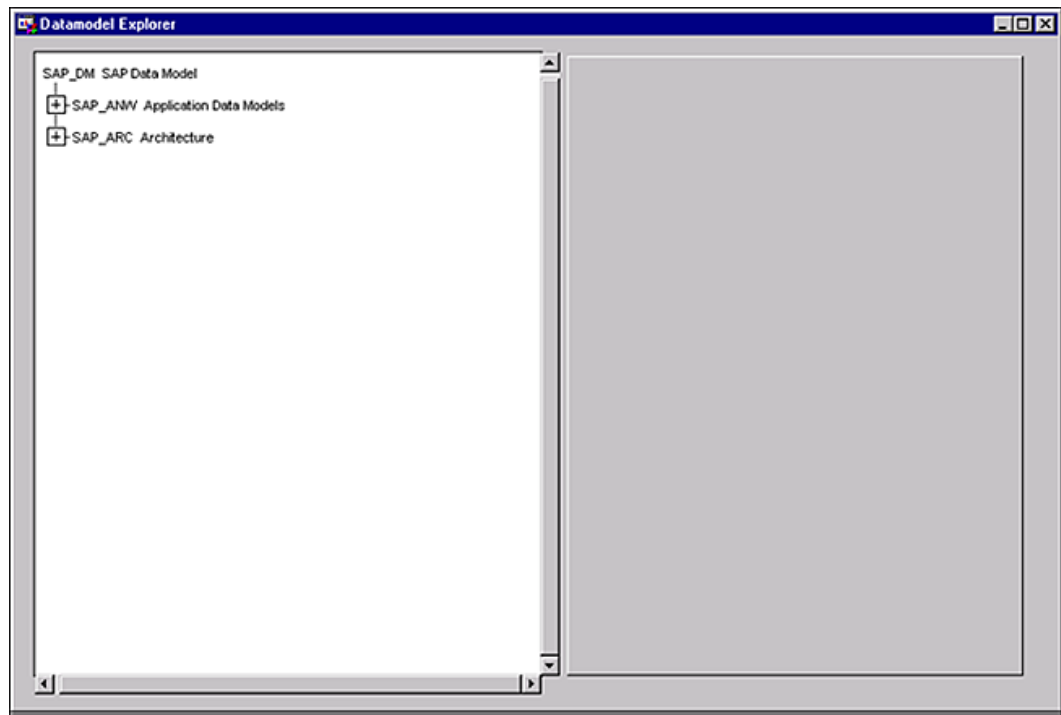 Datamodel Explorer
SAP_DM SAP Data Model
SAP_ANW Application Data Models
SAP_ARC Architecture